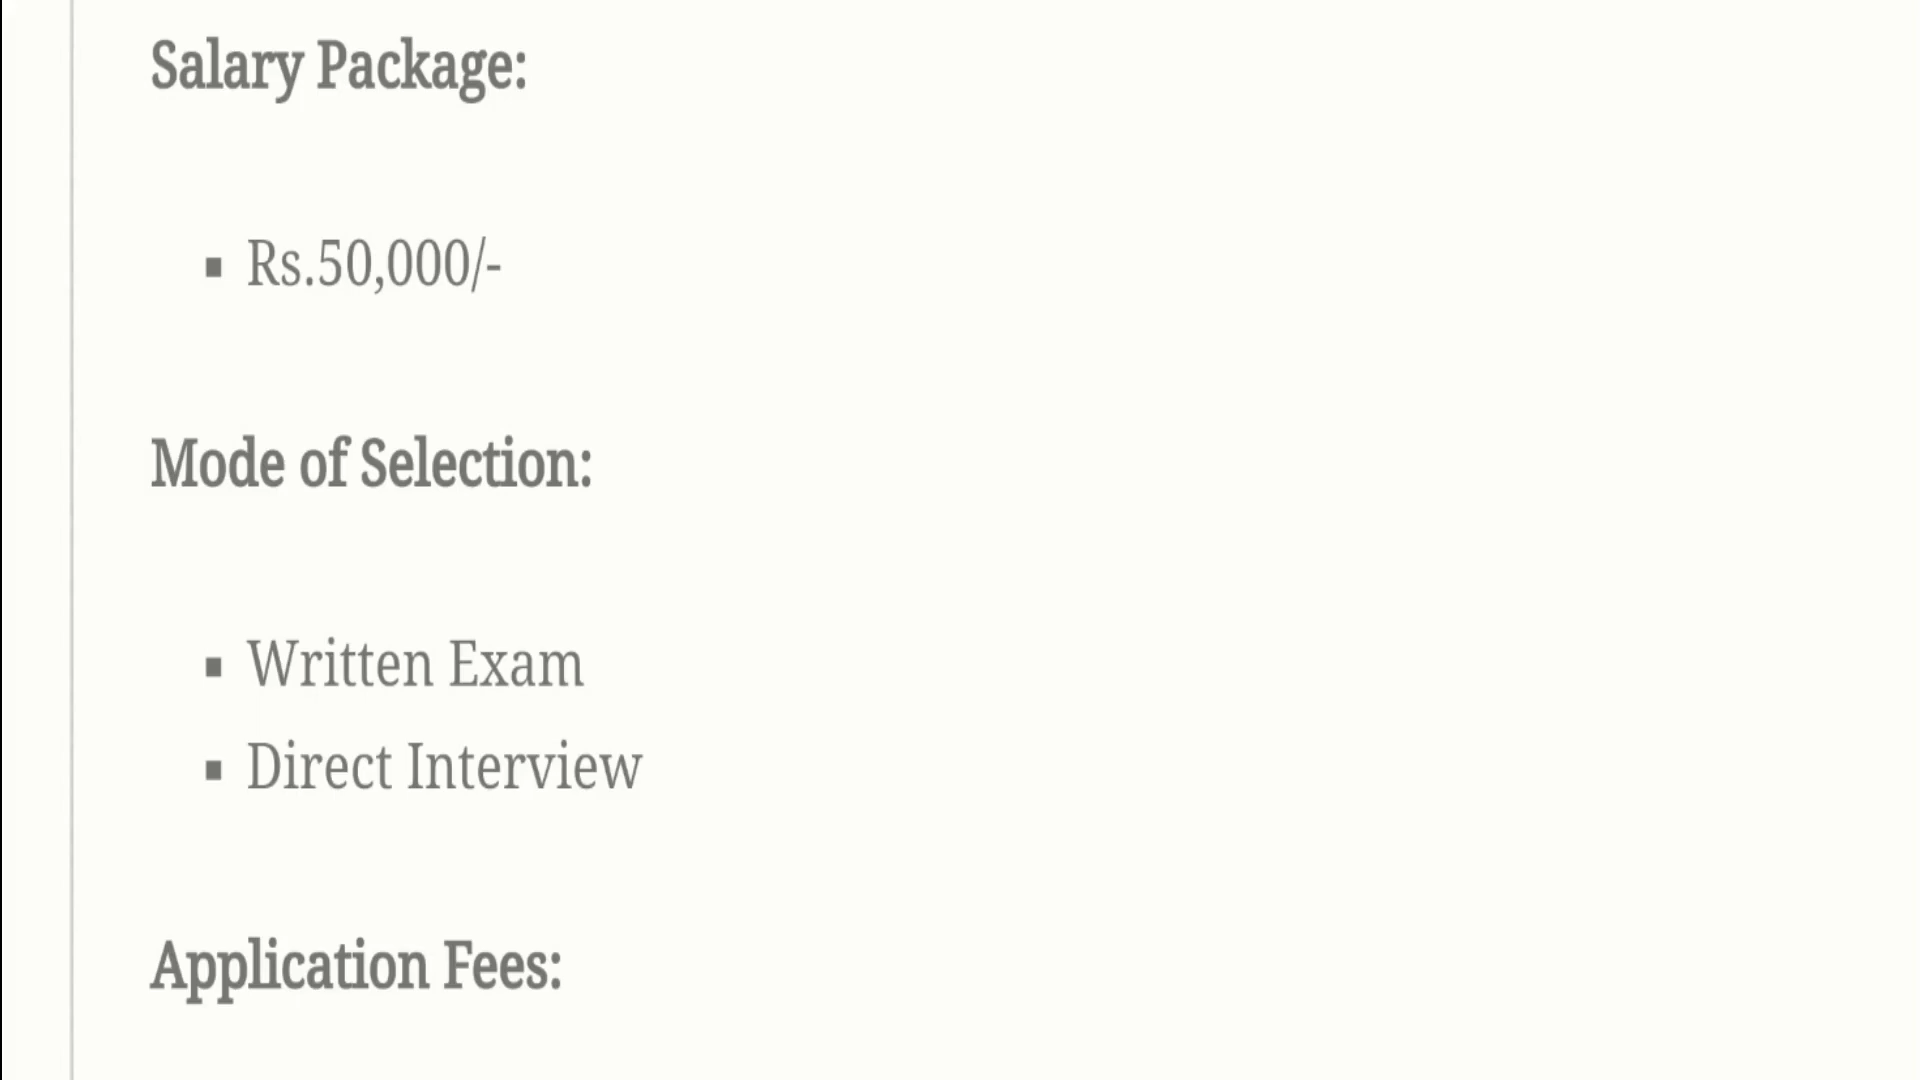 Salary Package:
▪ Rs.50,000/-
Mode of Selection:
▪ Written Exam
▪ Direct Interview
Application Fees: